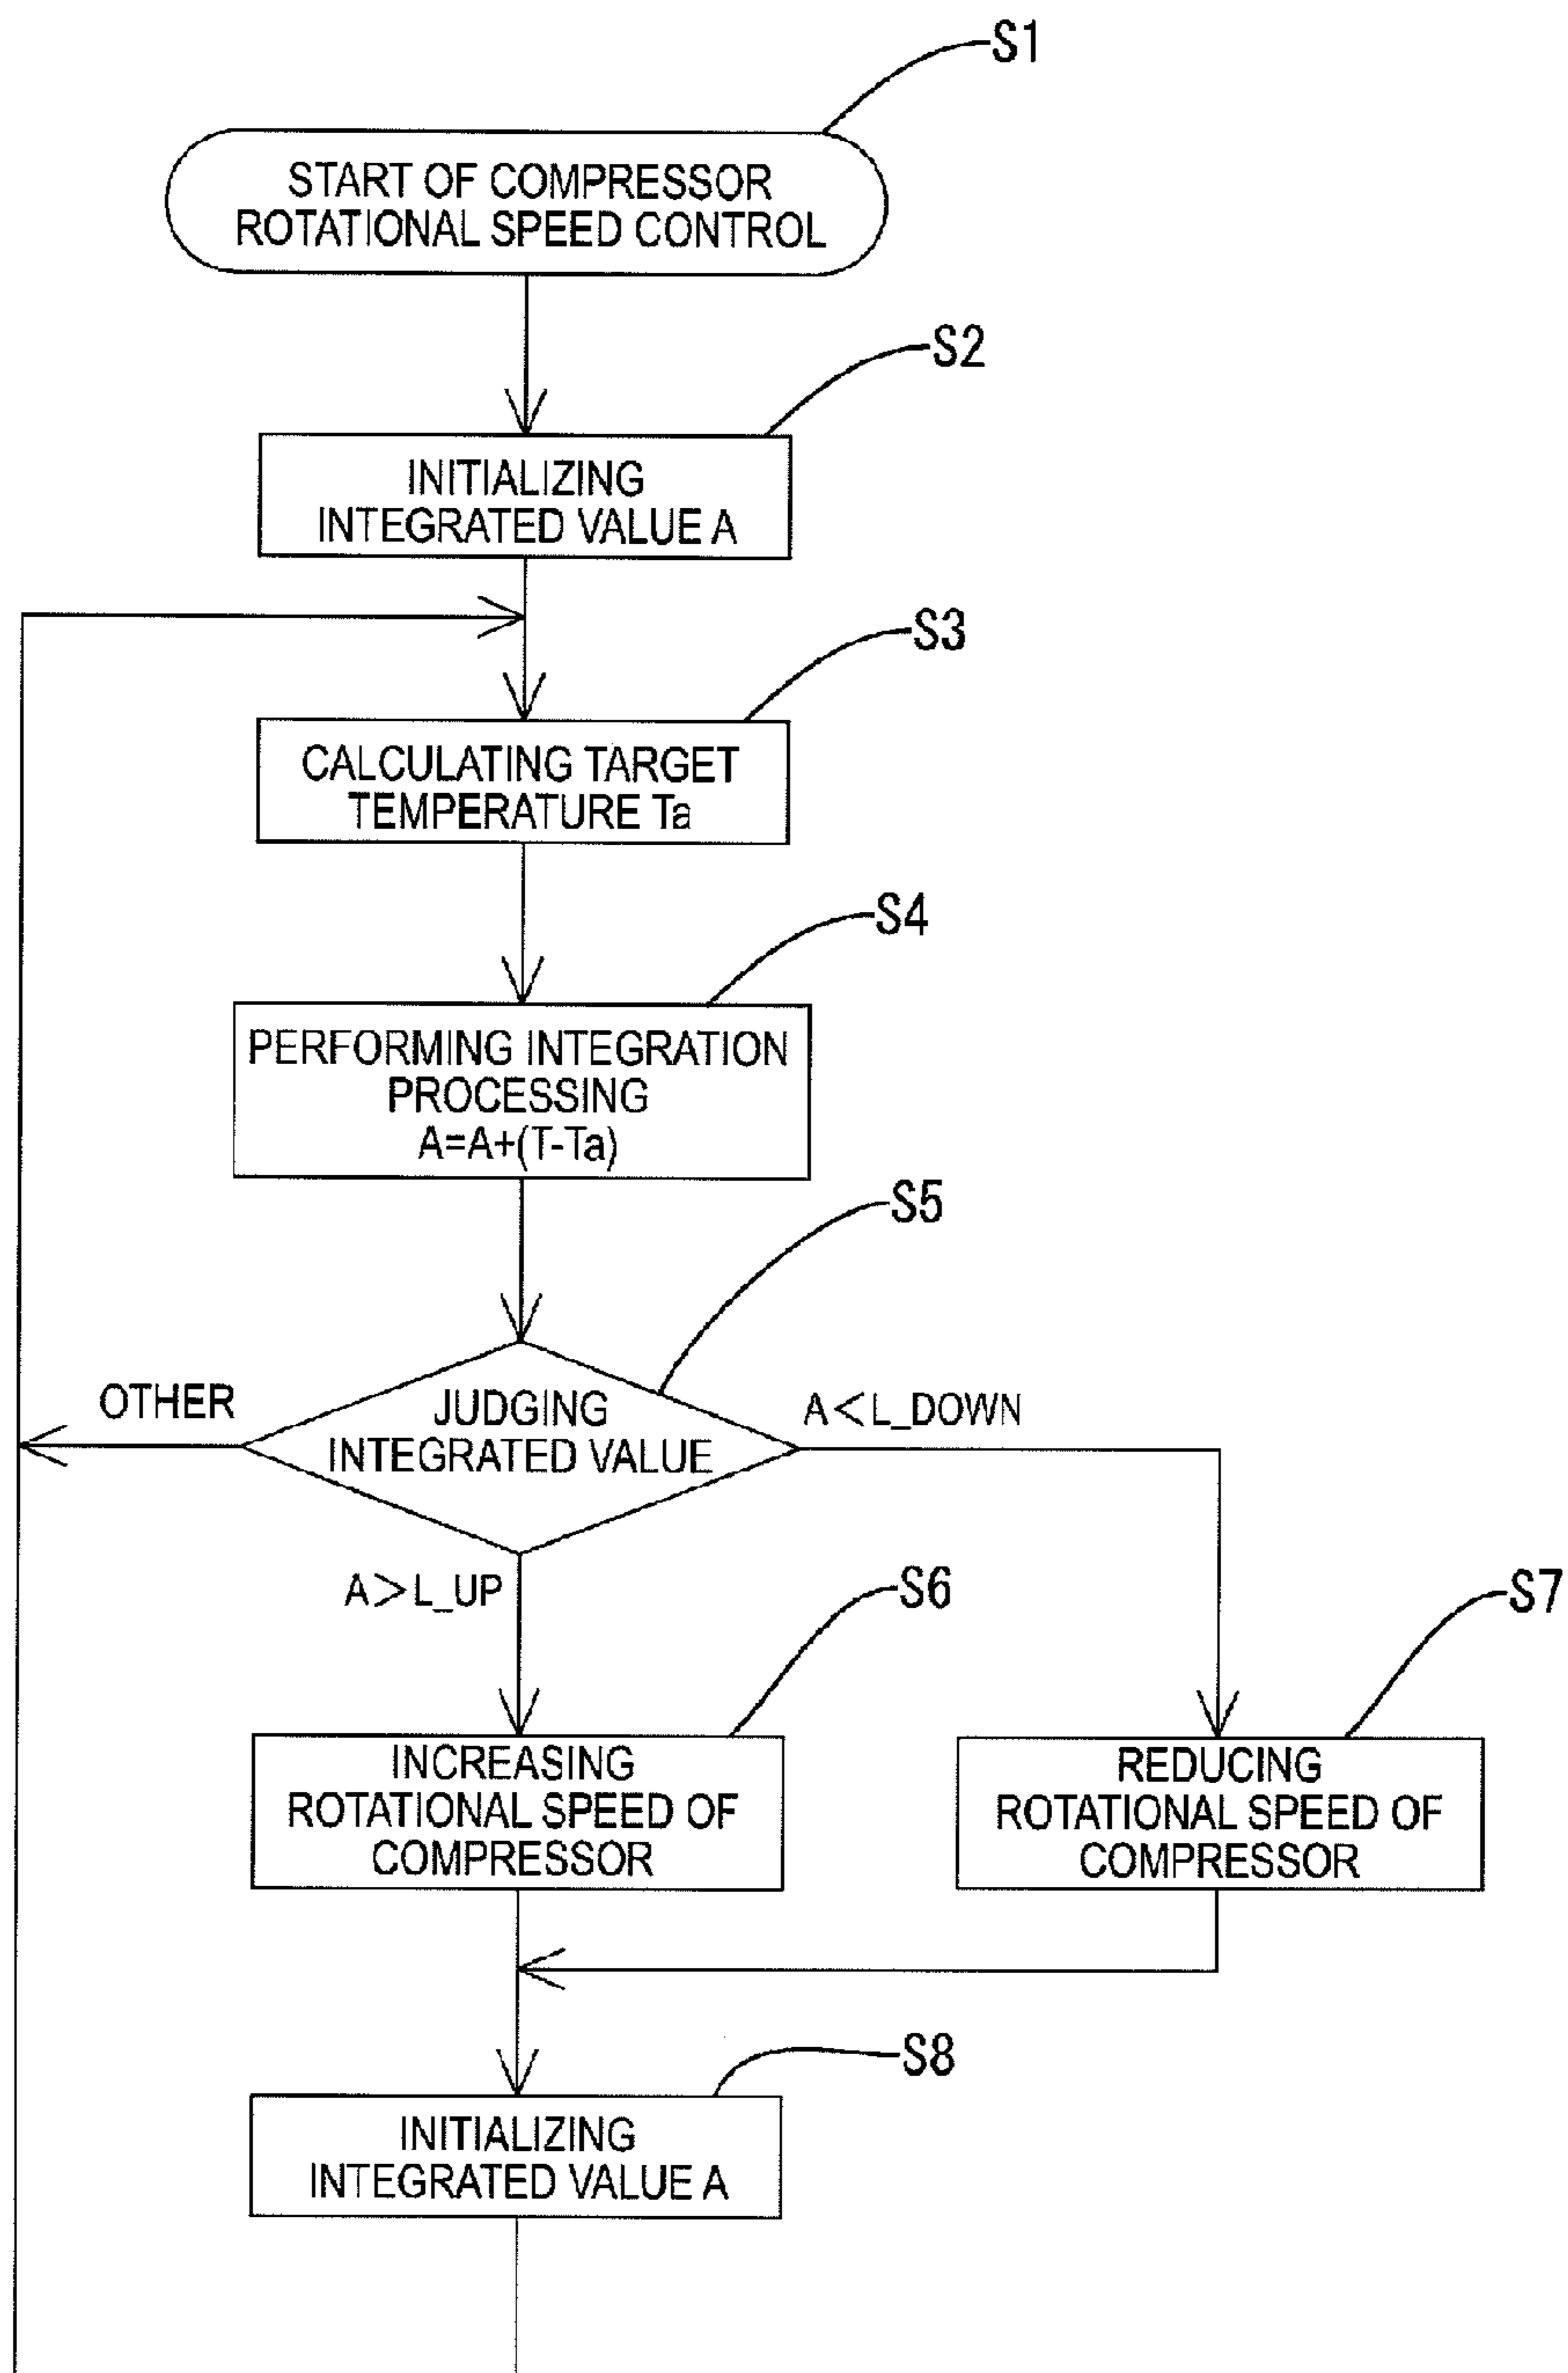 S1
START OF COMPRESSOR
ROTATIONAL SPEED CONTROL
S2
INITIALIZING
INTEGRATED VALUE A
S3
CALCULATING TARGET
TEMPERATURE Ta
S4
PERFORMING INTEGRATION
PROCESSING
A=A+(T-Ta)
S5
OTHER
JUDGING
INTEGRATED VALUE
A<L_DOWN
A>L_UP
S6
S7
INCREASING
ROTATIONAL SPEED OF
COMPRESSOR
REDUCING
ROTATIONAL SPEED OF
COMPRESSOR
S8
INITIALIZING
INTEGRATED VALUE A